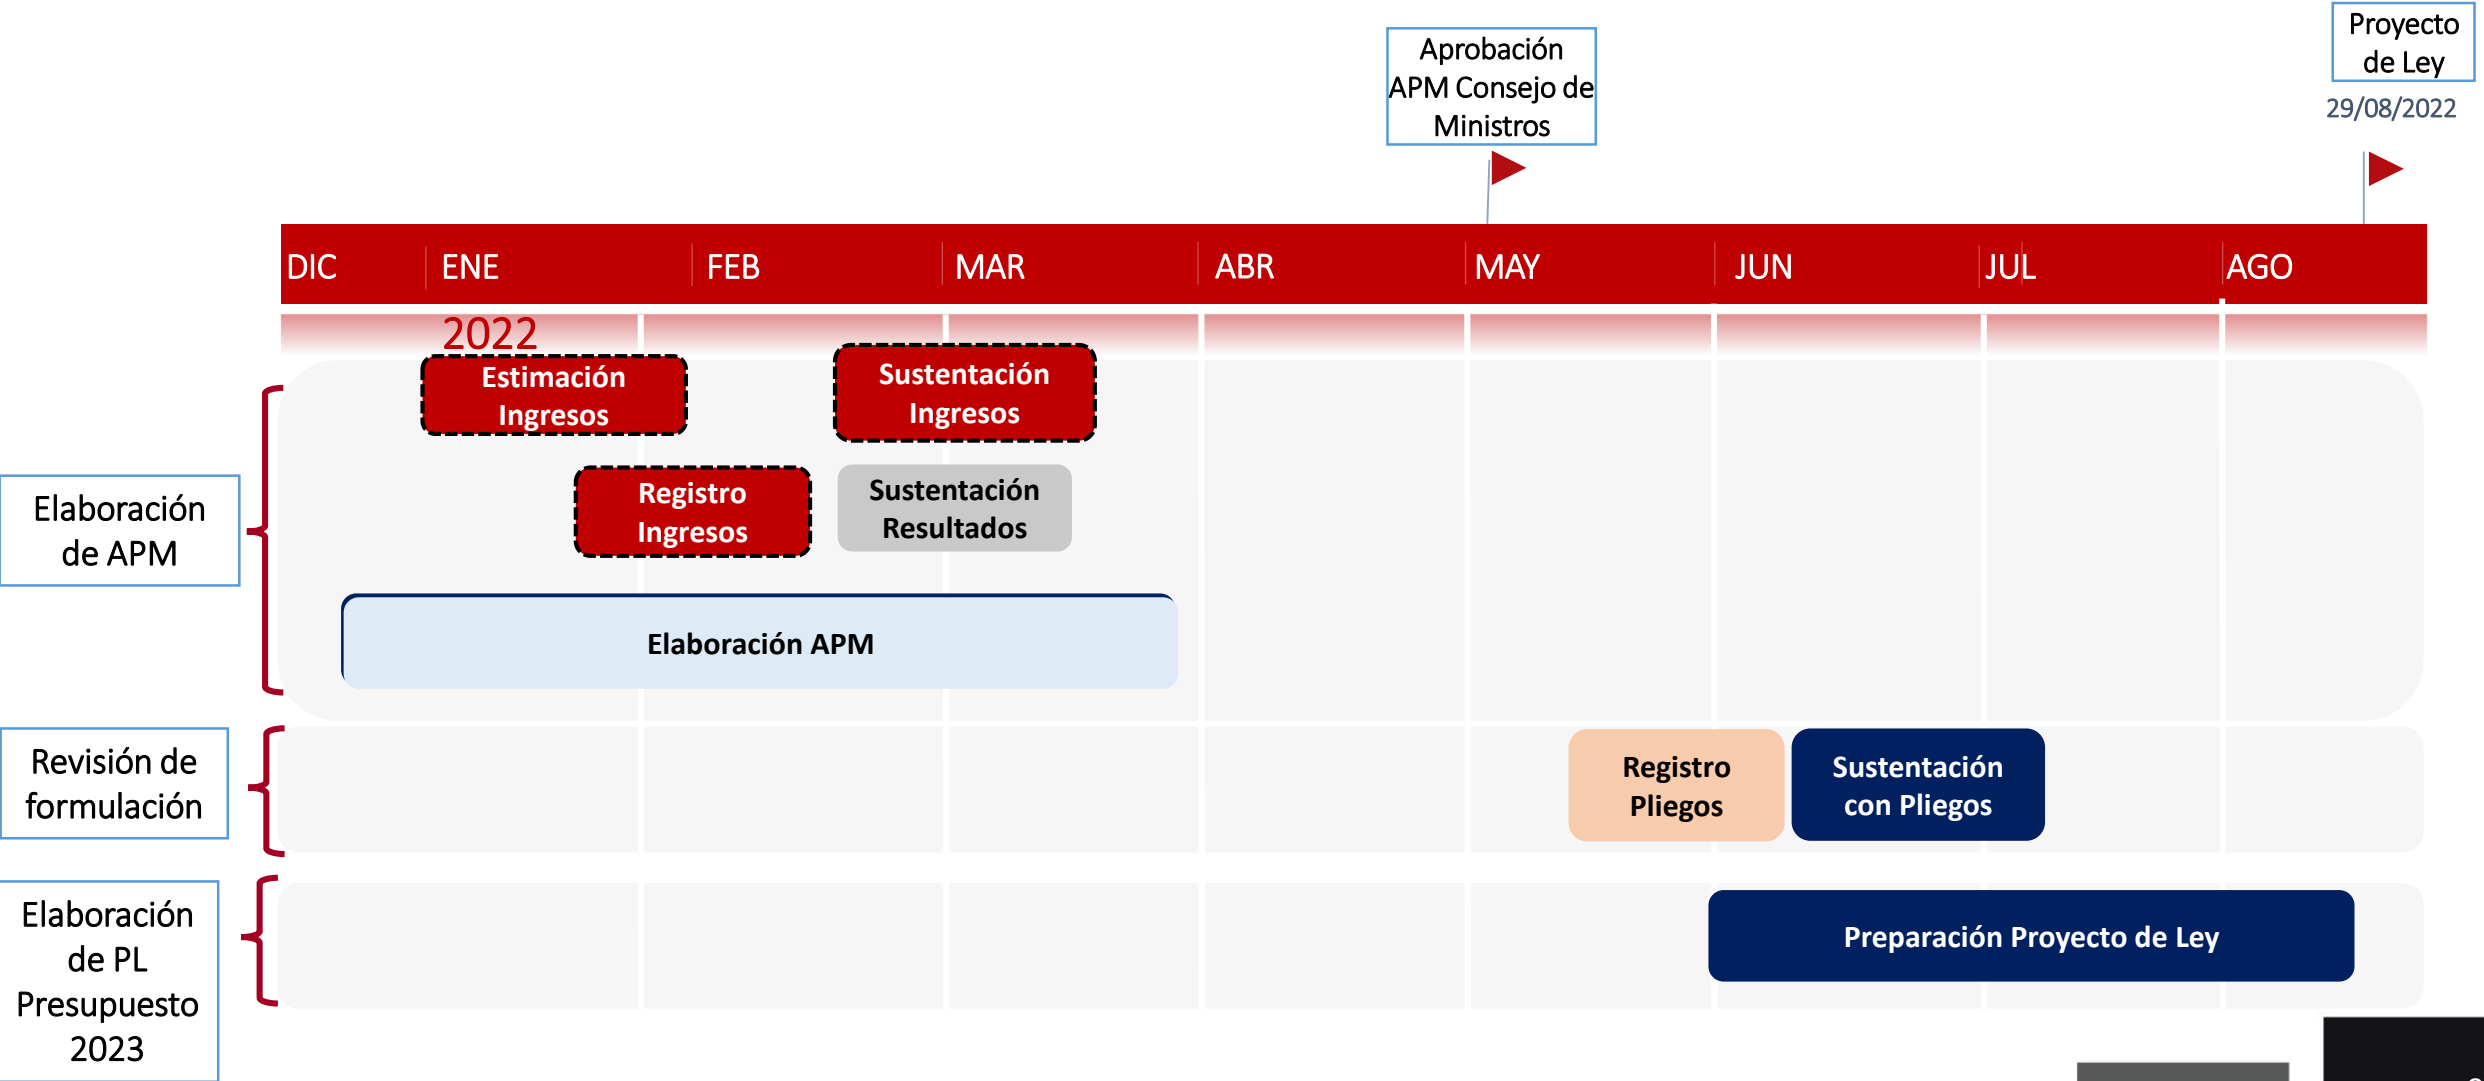 Proyecto
de Ley
29/08/2022
Aprobación
APM Consejo de
Ministros
DIC ENE FEB MAR ABR MAY JUN JUL AGO
2022
Estimación
Ingresos
Sustentación
Ingresos
Registro
Ingresos
Sustentación
Resultados
Elaboración
de APM
Elaboración APM
Revisión de
formulación
Registro
Pliegos
Sustentación
con Pliegos
Elaboración
de PL
Presupuesto
2023
Preparación Proyecto de Ley